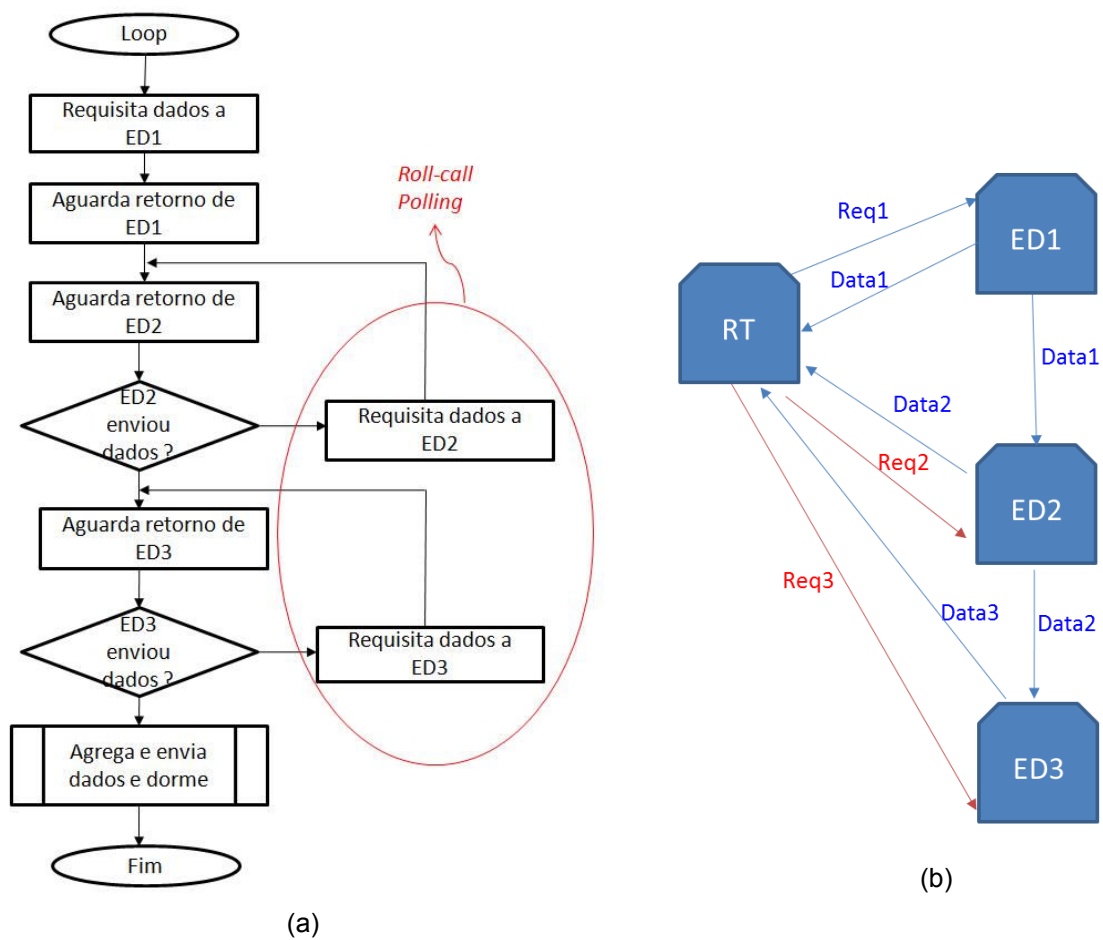 Loop
Requisita dados a
ED1
Aguarda retorno de
ED1
Aguarda retorno de
ED2
ED2
enviou
dados ?
Requisita dados a
ED2
Aguarda retorno de
ED3
ED3
enviou
dados ?
Requisita dados a
ED3
Agrega e envia
dados e dorme
Fim
Roll-call
Polling
(a)
RT
ED1
ED2
ED3
Req1
Data1
Data1
Data2
Req2
Req3
Data3
Data2
(b)